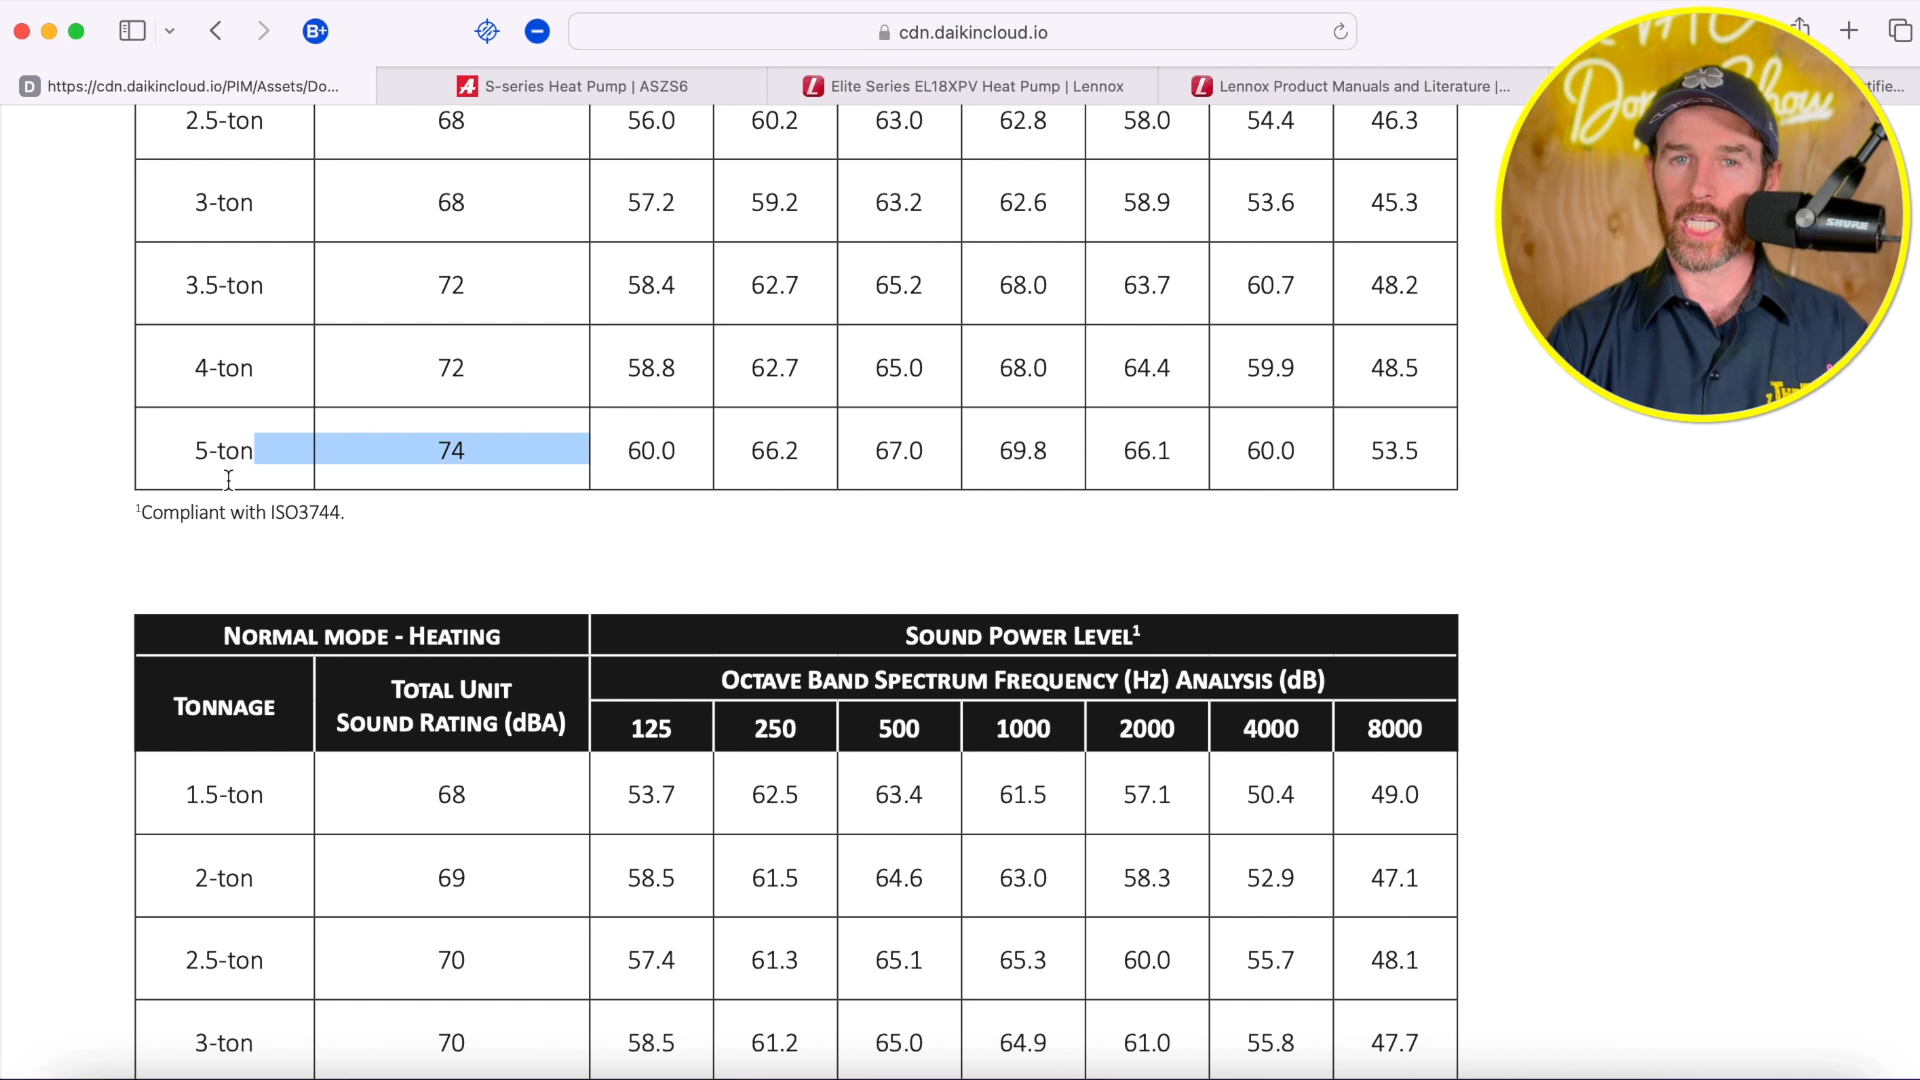 B+
cdn.daikincloud.io
D https://cdn.daikincloud.io/PIM/Assets/Do...
S-series Heat Pump | ASZS6
Elite Series EL18XPV Heat Pump | Lennox
Lennox Product Manuals and Literature |...
tifie...
2.5-ton 68 56.0 60.2 63.0 62.8 58.0 54.4 46.3
3-ton 68 57.2 59.2 63.2 62.6 58.9 53.6 45.3
3.5-ton 72 58.4 62.7 65.2 68.0 63.7 60.7 48.2
4-ton 72 58.8 62.7 65.0 68.0 64.4 59.9 48.5
5-ton 74 60.0 66.2 67.0 69.8 66.1 60.0 53.5
¹Compliant with ISO3744.
NORMAL MODE - HEATING SOUND POWER LEVEL¹
TONNAGE TOTAL UNIT SOUND RATING (dBA) OCTAVE BAND SPECTRUM FREQUENCY (HZ) ANALYSIS (dB)
125 250 500 1000 2000 4000 8000
1.5-ton 68 53.7 62.5 63.4 61.5 57.1 50.4 49.0
2-ton 69 58.5 61.5 64.6 63.0 58.3 52.9 47.1
2.5-ton 70 57.4 61.3 65.1 65.3 60.0 55.7 48.1
3-ton 70 58.5 61.2 65.0 64.9 61.0 55.8 47.7
Show
SHURE